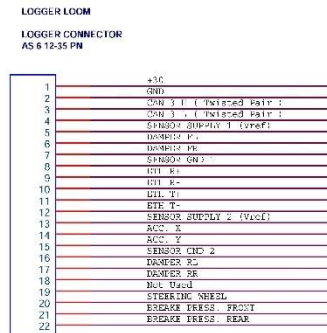 LOGGER LOOM
LOGGER CONNECTOR
AS 6 12-35 PN
+30
1
GND
2
CAN 3 H ( Twisted Pair )
3
CAN 3 L ( Twisted Pair )
4
SENSOR SUPPLY 1 (Vref)
5
DAMPER FL
6
DAMPER FR
7
SENSOR GND 1
8
ETH R+
9
ETH R-
10
ETH T+
11
ETH T-
12
SENSOR SUPPLY 2 (Vref)
13
ACC. X
14
ACC. Y
15
SENSOR GND 2
16
DAMPER RL
17
DAMPER RR
18
Not Used
19
STEERING WHEEL
20
BREAKE PRESS. FRONT
21
BREAKE PRESS. REAR
22